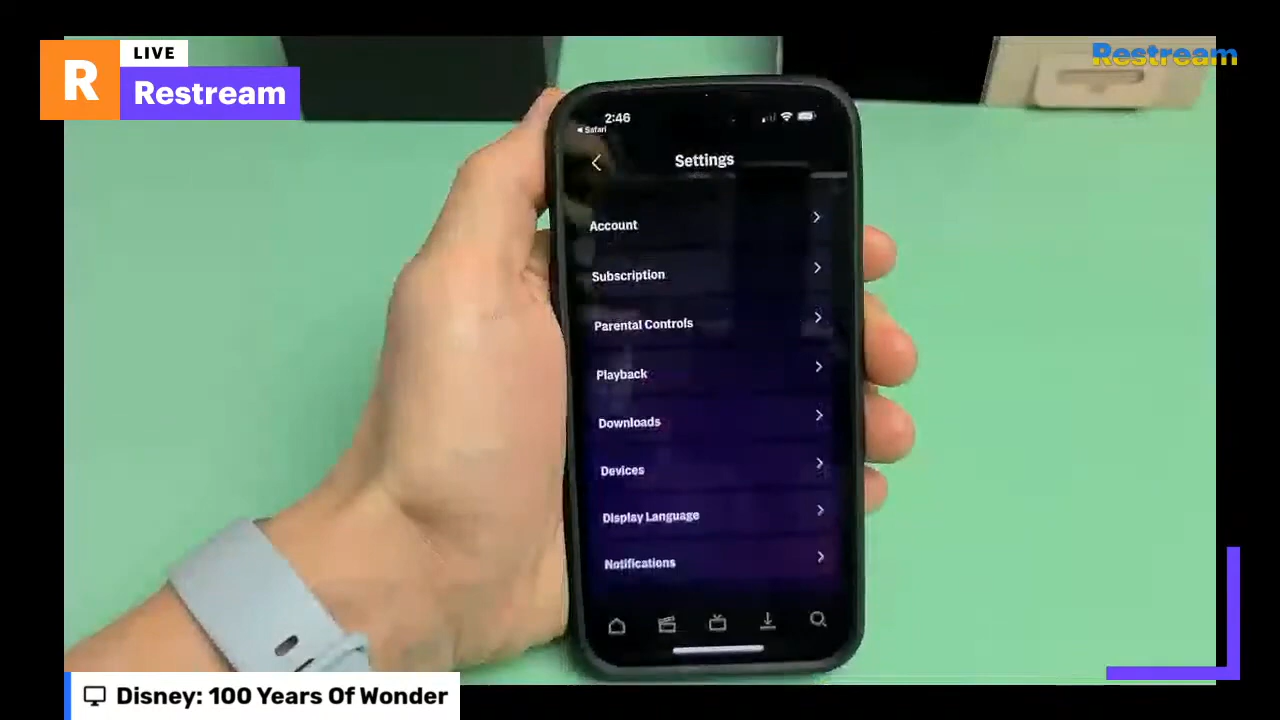 R
LIVE
Restream
Restream
2:46
Safari
Settings
Account
Subscription
Parental Controls
Playback
Downloads
Devices
Display Language
Notifications
Disney: 100 Years Of Wonder